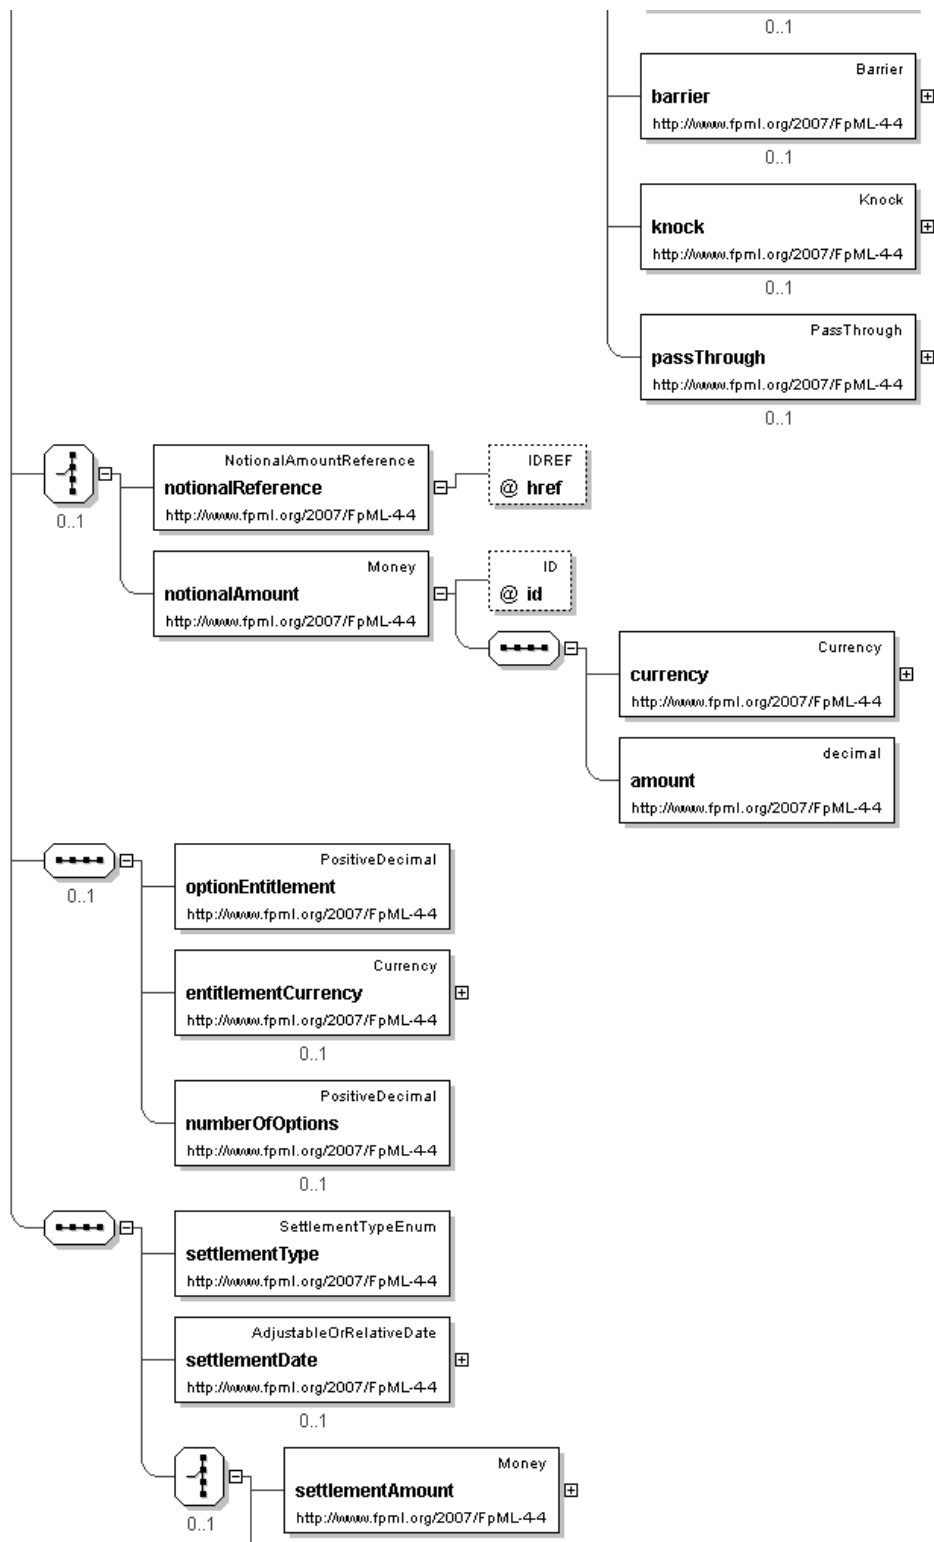 0..1
Barrier
barrier
http://www.fpml.org/2007/FpML-4-4
0..1
Knock
knock
http://www.fpml.org/2007/FpML-4-4
0..1
PassThrough
passThrough
http://www.fpml.org/2007/FpML-4-4
0..1
0..1
NotionalAmountReference
notionalReference
http://www.fpml.org/2007/FpML-4-4
IDREF
@ href
Money
notionalAmount
http://www.fpml.org/2007/FpML-4-4
ID
@ id
Currency
currency
http://www.fpml.org/2007/FpML-4-4
decimal
amount
http://www.fpml.org/2007/FpML-4-4
0..1
PositiveDecimal
optionEntitlement
http://www.fpml.org/2007/FpML-4-4
Currency
entitlementCurrency
http://www.fpml.org/2007/FpML-4-4
0..1
PositiveDecimal
numberOfOptions
http://www.fpml.org/2007/FpML-4-4
0..1
SettlementTypeEnum
settlementType
http://www.fpml.org/2007/FpML-4-4
AdjustableOrRelativeDate
settlementDate
http://www.fpml.org/2007/FpML-4-4
0..1
0..1
Money
settlementAmount
http://www.fpml.org/2007/FpML-4-4